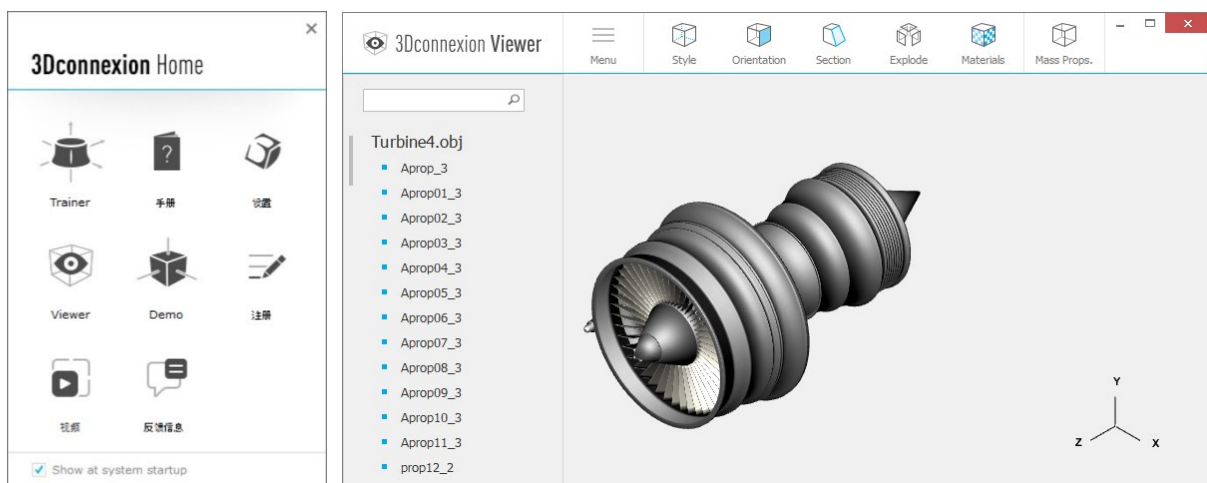 3Dconnexion Home
Trainer
手册
设置
Viewer
Demo
注册
视频
反馈信息
Show at system startup
3Dconnexion Viewer
Menu
Style
Orientation
Section
Explode
Materials
Mass Props.
Turbine4.obj
Aprop_3
Aprop01_3
Aprop02_3
Aprop03_3
Aprop04_3
Aprop05_3
Aprop06_3
Aprop07_3
Aprop08_3
Aprop09_3
Aprop10_3
Aprop11_3
prop12_2
Y
Z
X